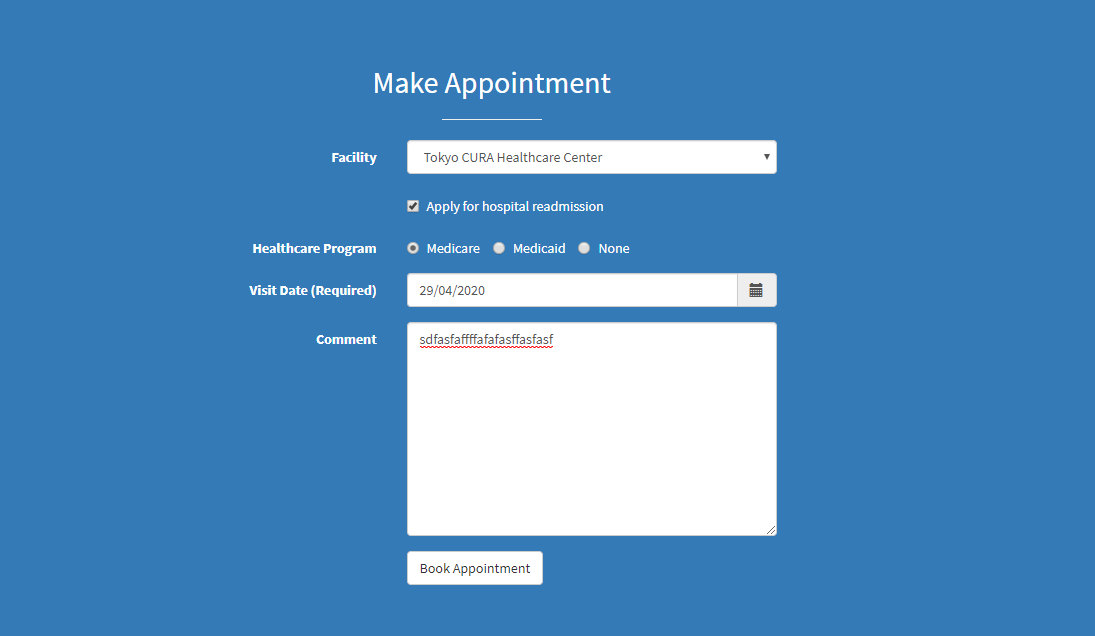 Make Appointment
Facility
Tokyo CURA Healthcare Center
Apply for hospital readmission
Healthcare Program Medicare Medicaid None
Visit Date (Required) 29/04/2020
Comment sdfasfaffffafafasffasfasf
Book Appointment